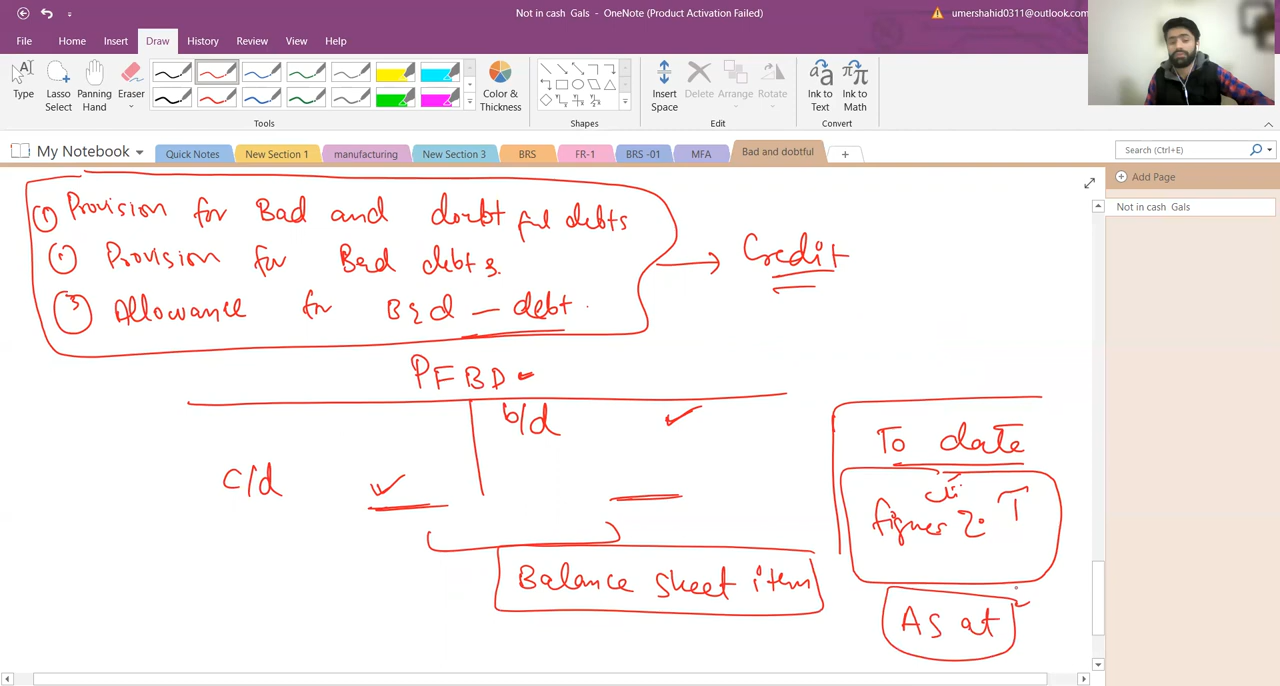 Not in cash Gals - OneNote (Product Activation Failed)
umershahid0311@outlook.com
File Home Insert Draw History Review View Help
Type
Lasso Select
Panning Hand
Eraser
Color & Thickness
Insert Space
Delete
Arrange
Rotate
Ink to Text
Ink to Math
Tools
Shapes
Edit
Convert
My Notebook
Quick Notes
New Section 1
manufacturing
New Section 3
BRS
FR-1
BRS -01
MFA
Bad and doubtful
Search (Ctrl+E)
Add Page
Not in cash Gals
① Provision for Bad and doubtful debts
Provision for Bad debts.
③ Allowance for Bad – debt.
Credit
PFBD
b/d
c/d
Balance sheet item
To date
figures
As at